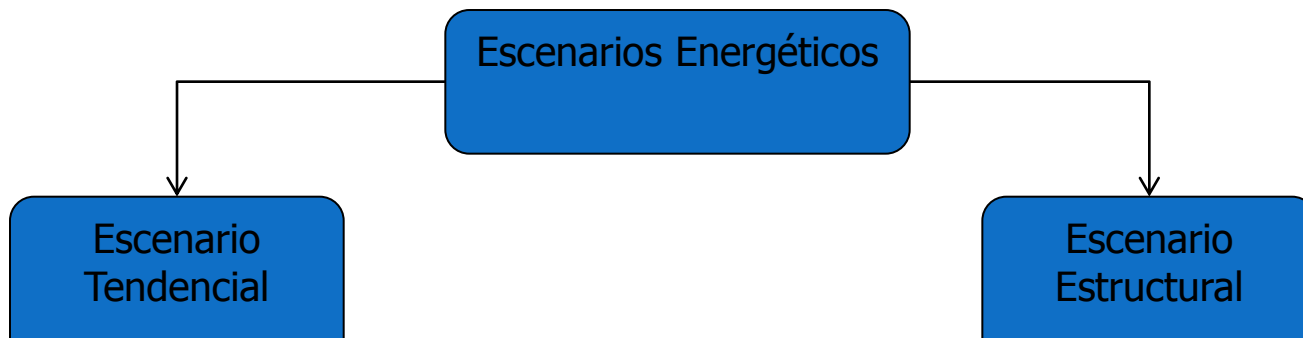 Escenarios Energéticos
Escenario
Tendencial
Escenario
Estructural